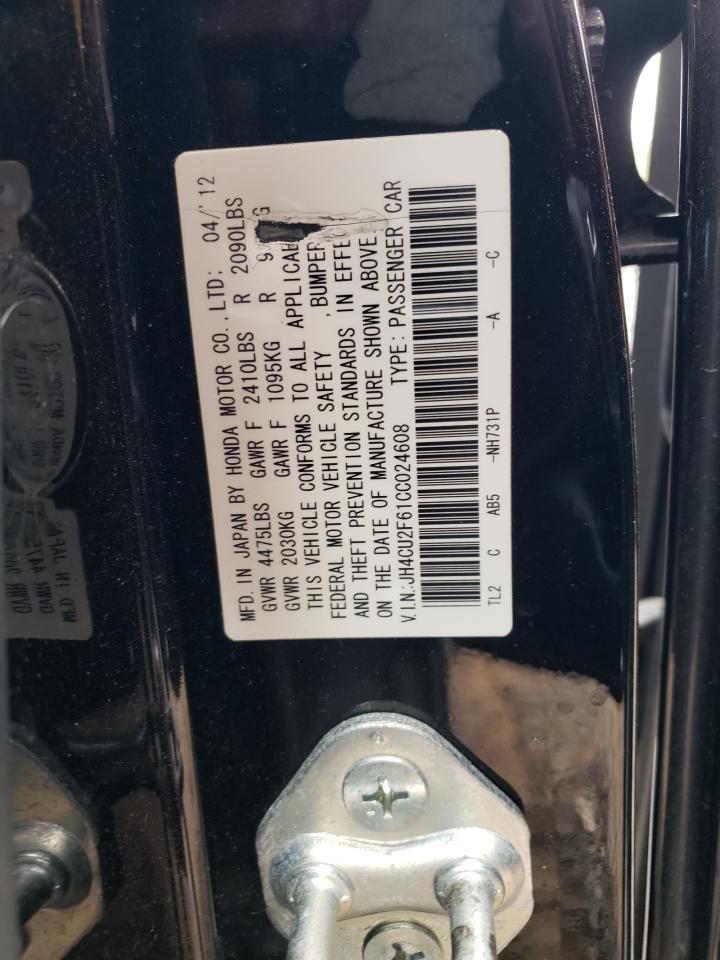 MFD. IN JAPAN BY HONDA MOTOR CO.,LTD: 04/'12
GVWR 4475LBS GAWR F 2410LBS R 2090LBS
GVWR 2030KG GAWR F 1095KG R
THIS VEHICLE CONFORMS TO ALL
FEDERAL MOTOR VEHICLE SAFETY ,BUMPER
AND THEFT PREVENTION STANDARDS IN
ON THE DATE OF MANUFACTURE SHOWN ABOVE
V.I.N:JH4CU2F61CC024608 TYPE: PASSENGER CAR
TL2 C AB5 -NH731P -A -C